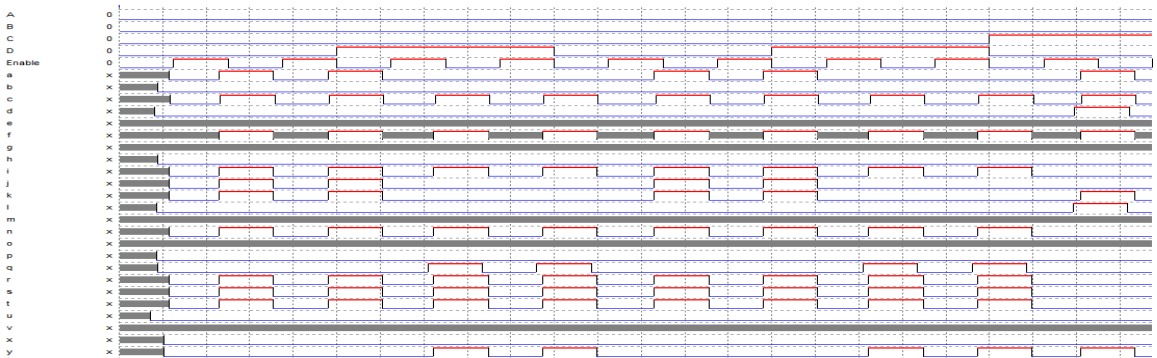 A 0
B 0
C 0
D 0
Enable 0
a x
b x
c x
d x
e x
f x
g x
h x
i x
j x
k x
l x
m x
n x
o x
p x
q x
r x
s x
t x
u x
v x
x x
y x